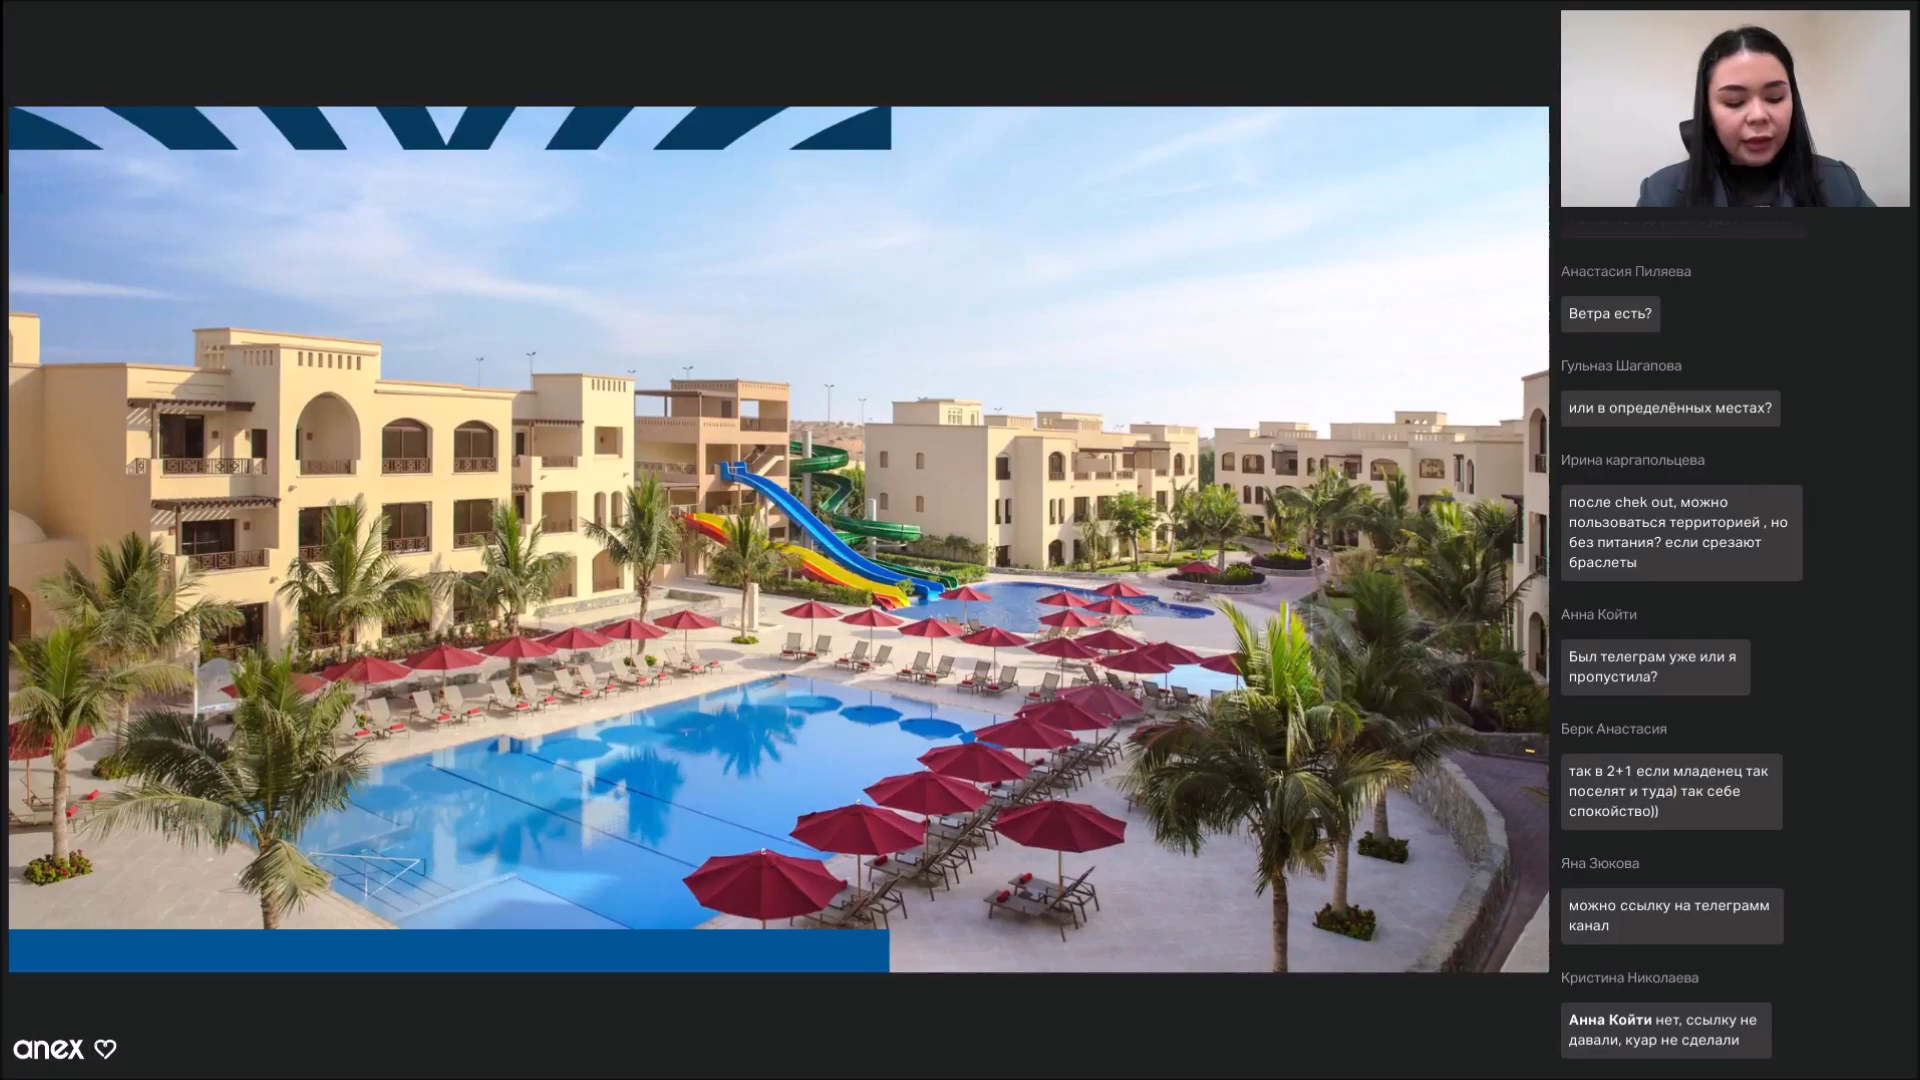 Анастасия Пиляева
Ветра есть?
Гульназ Шагапова
или в определённых местах?
Ирина каргапольцева
после chek out, можно
пользоваться территорией , но
без питания? если срезают
браслеты
Анна Койти
Был телеграм уже или я
пропустила?
Берк Анастасия
так в 2+1 если младенец так
поселят и туда) так себе
спокойство))
Яна Зюкова
можно ссылку на телеграмм
канал
Кристина Николаева
Анна Койти нет, ссылку не
давали, куар не сделали
anex